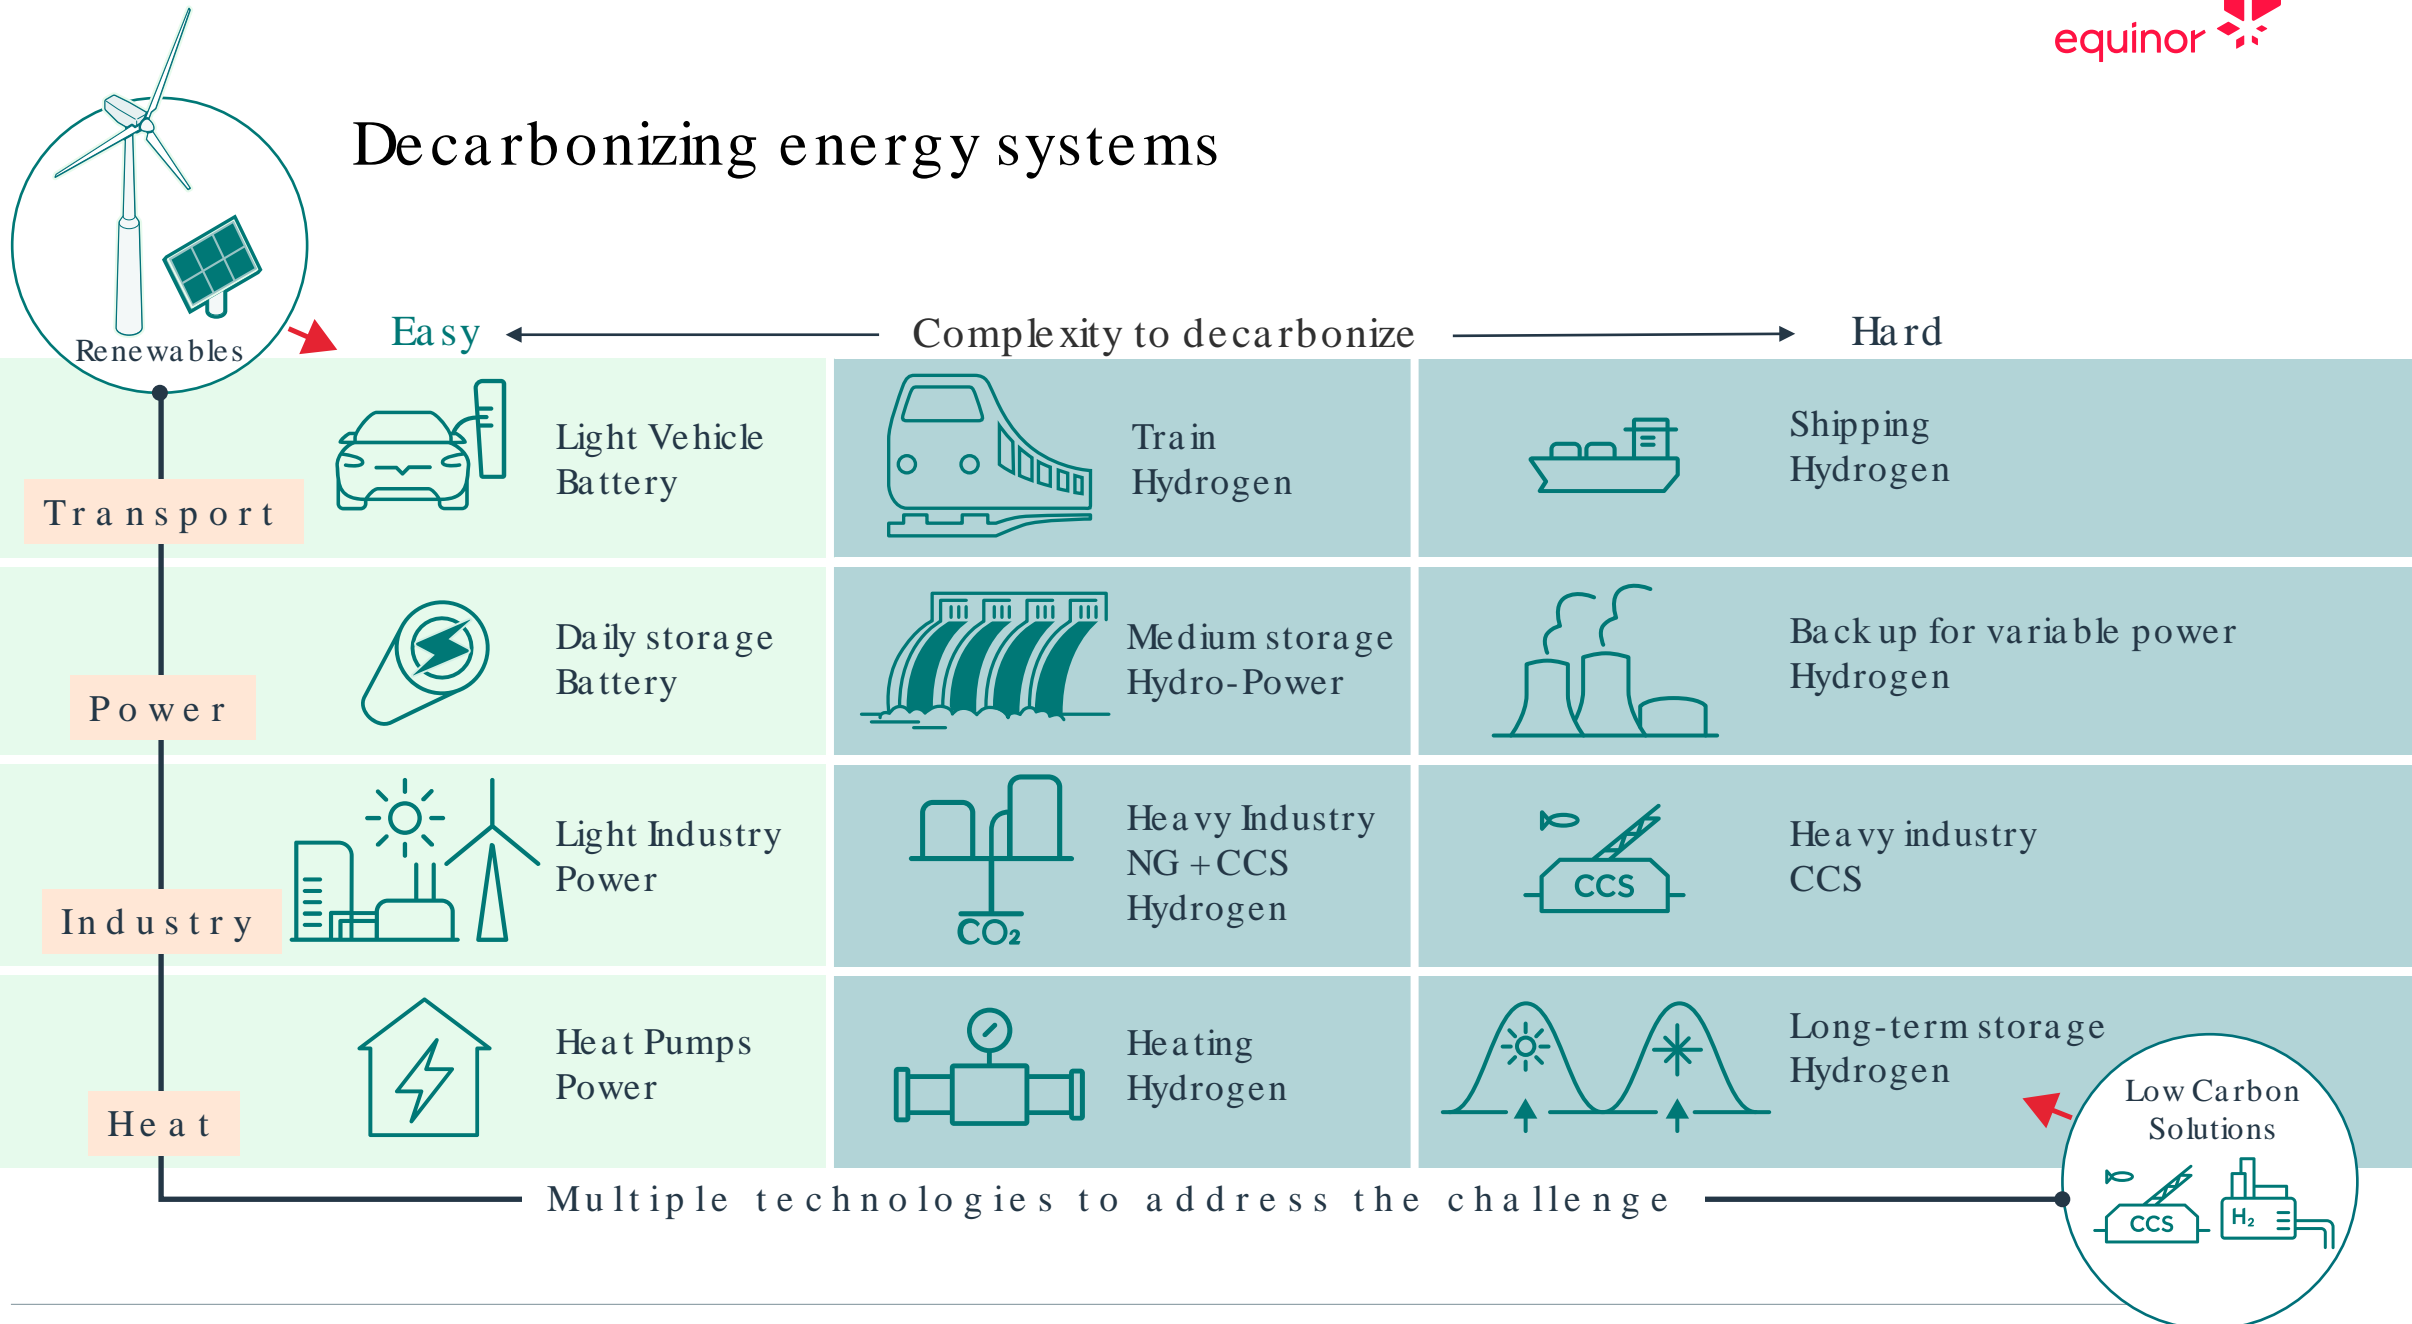 equinor
Decarbonizing energy systems
Renewables
Easy
Complexity to decarbonize
Hard
Transport
Light Vehicle
Battery
Train
Hydrogen
Shipping
Hydrogen
Power
Daily storage
Battery
Medium storage
Hydro-Power
Back up for variable power
Hydrogen
Industry
Light Industry
Power
CO2
Heavy Industry
NG + CCS
Hydrogen
CCS
Heavy industry
CCS
Heat
Heat Pumps
Power
Heating
Hydrogen
Long-term storage
Hydrogen
Low Carbon
Solutions
CCS
H2
Multiple technologies to address the challenge